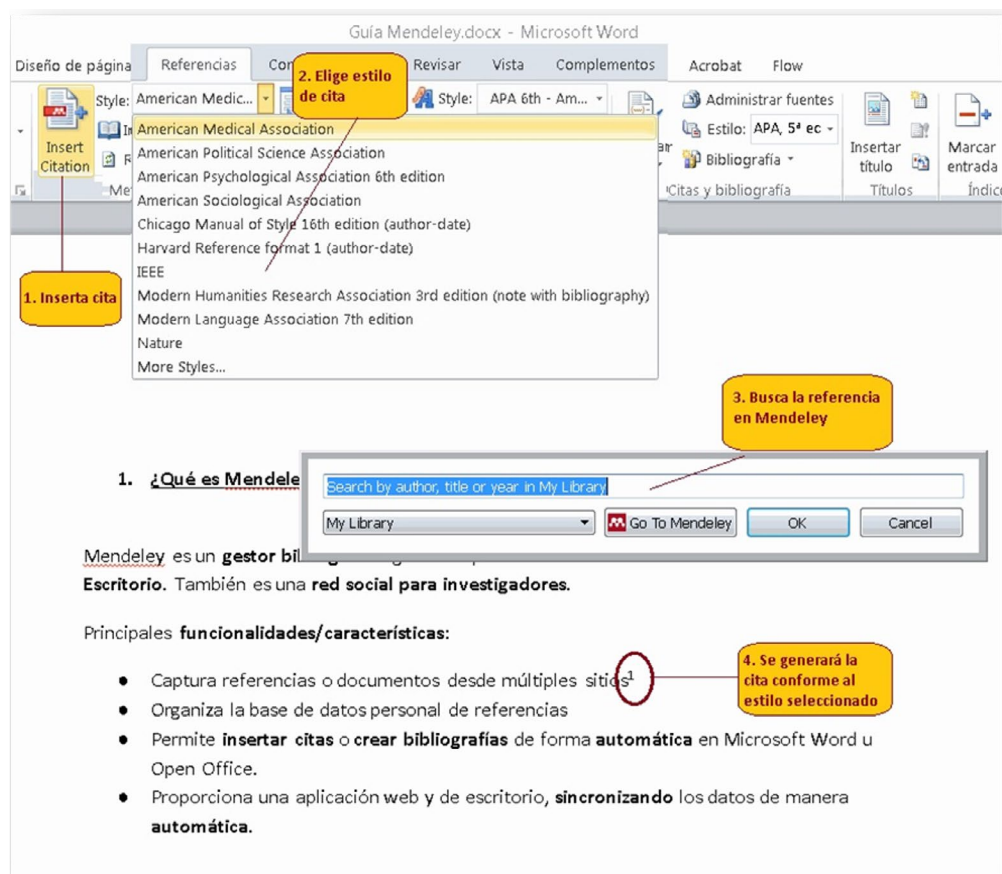 Guía Mendeley.docx - Microsoft Word
Diseño de página Referencias Revisar Vista Complementos Acrobat Flow
2. Elige estilo
de cita
Style: American Medic... Style: APA 6th - Am... Administrar fuentes
Estilo: APA, 5ª
Bibliografía
Insert
Citation
Insertar
título
Marcar
entrada
Citas y bibliografía Títulos
American Medical Association
American Political Science Association
American Psychological Association 6th edition
American Sociological Association
Chicago Manual of Style 16th edition (author-date)
Harvard Reference format 1 (author-date)
IEEE
Modern Humanities Research Association 3rd edition (note with bibliography)
Modern Language Association 7th edition
Nature
More Styles...
1. Inserta cita
3. Busca la referencia
en Mendeley
1. ¿Qué es Mendele
Search by author, title or year in My Library
My Library Go To Mendeley OK Cancel
Mendeley es un gestor
Escritorio. También es una red social para investigadores.
Principales funcionalidades/características:
• Captura referencias o documentos desde múltiples sitios¹
4. Se generará la
cita conforme al
estilo seleccionado
• Organiza la base de datos personal de referencias
• Permite insertar citas o crear bibliografías de forma automática en Microsoft Word u
Open Office.
• Proporciona una aplicación web y de escritorio, sincronizando los datos de manera
automática.